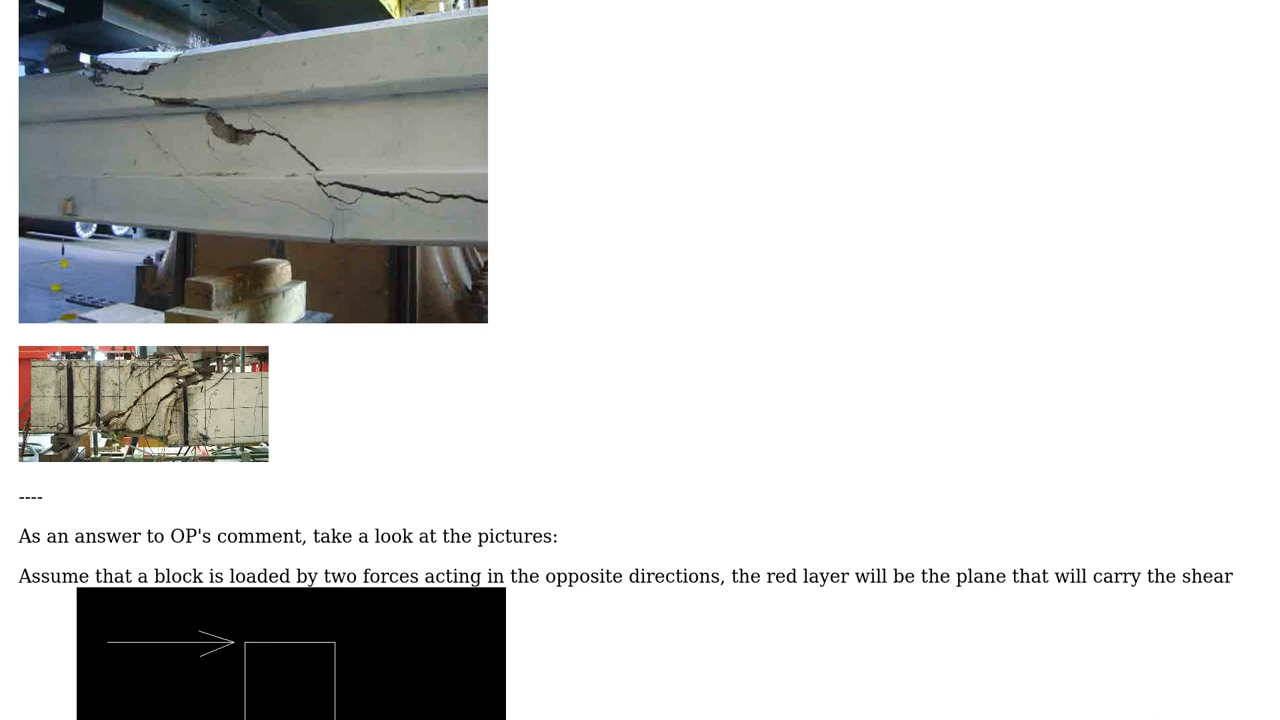 ----
As an answer to OP's comment, take a look at the pictures:
Assume that a block is loaded by two forces acting in the opposite directions, the red layer will be the plane that will carry the shear